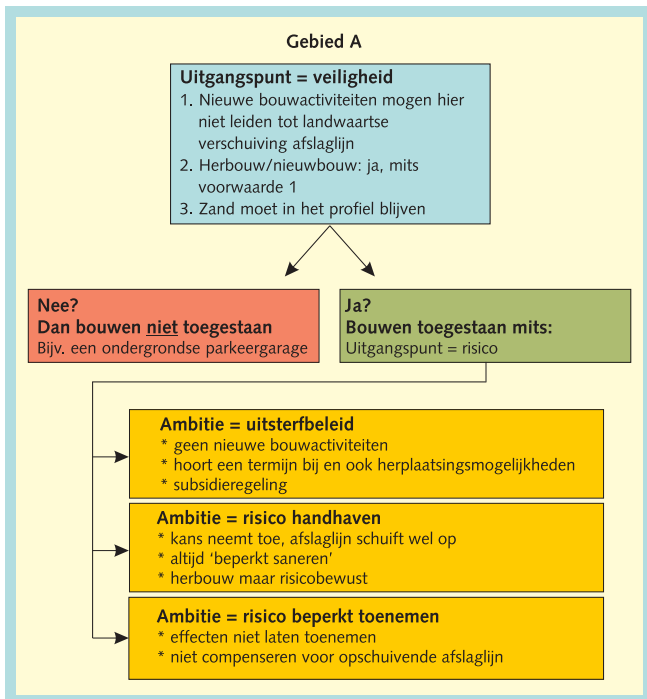 Gebied A
Uitgangspunt = veiligheid
1. Nieuwe bouwactiviteiten mogen hier
niet leiden tot landwaartse
verschuiving afslaglijn
2. Herbouw/nieuwbouw: ja, mits
voorwaarde 1
3. Zand moet in het profiel blijven
Nee?
Dan bouwen niet toegestaan
Bijv. een ondergrondse parkeergarage
Ja?
Bouwen toegestaan mits:
Uitgangspunt = risico
Ambitie = uitsterfbeleid
* geen nieuwe bouwactiviteiten
* hoort een termijn bij en ook herplaatsingsmogelijkheden
* subsidieregeling
Ambitie = risico handhaven
* kans neemt toe, afslaglijn schuift wel op
* altijd ‘beperkt saneren’
* herbouw maar risicobewust
Ambitie = risico beperkt toenemen
* effecten niet laten toenemen
* niet compenseren voor opschuivende afslaglijn